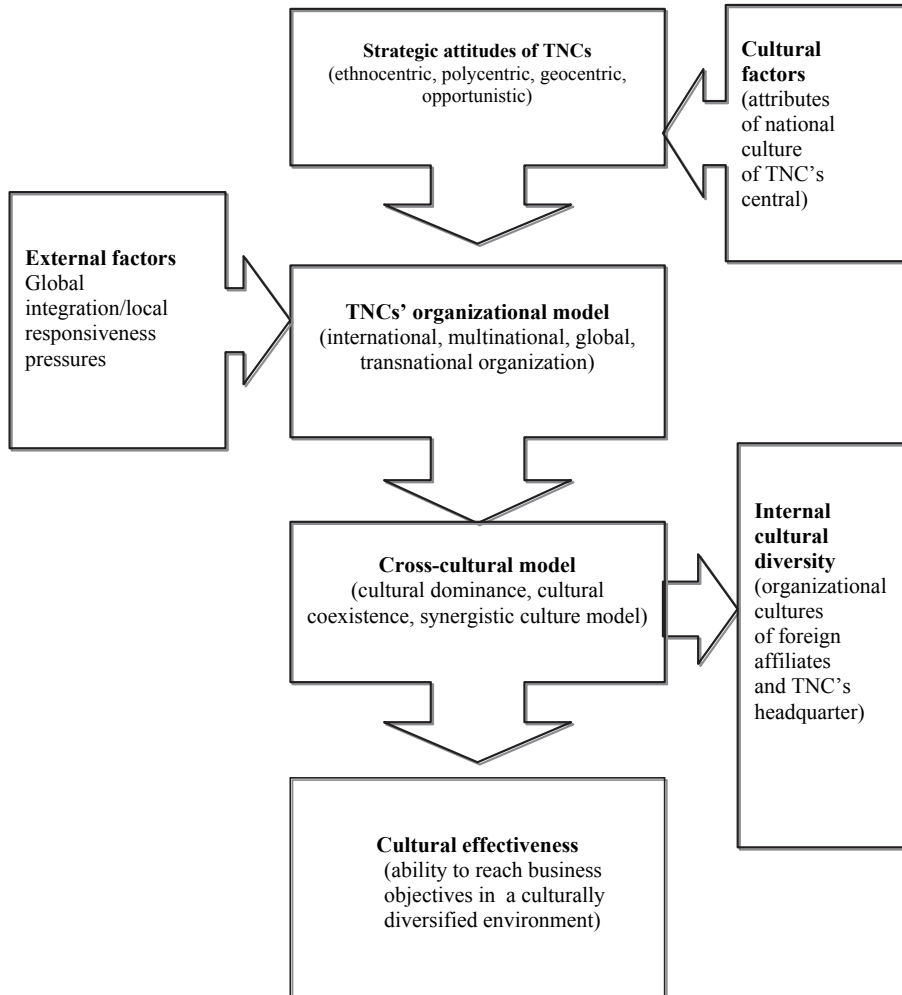 Strategic attitudes of TNCs
(ethnocentric, polycentric, geocentric,
opportunistic)
Cultural
factors
(attributes
of national
culture
of TNC's
central)
External factors
Global
integration/local
responsiveness
pressures
TNCs' organizational model
(international, multinational, global,
transnational organization)
Cross-cultural model
(cultural dominance, cultural
coexistence, synergistic culture model)
Internal
cultural
diversity
(organizational
cultures
of foreign
affiliates
and TNC's
headquarter)
Cultural effectiveness
(ability to reach business
objectives in a culturally
diversified environment)